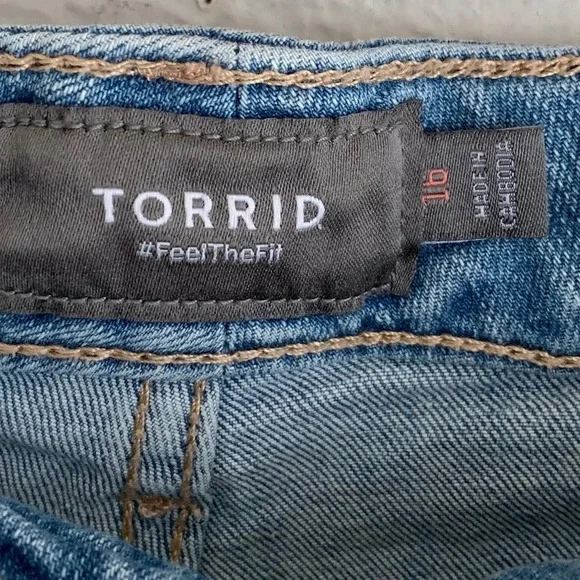 TORRID
#FeelTheFit
16
MADE IN
CAMBODIA